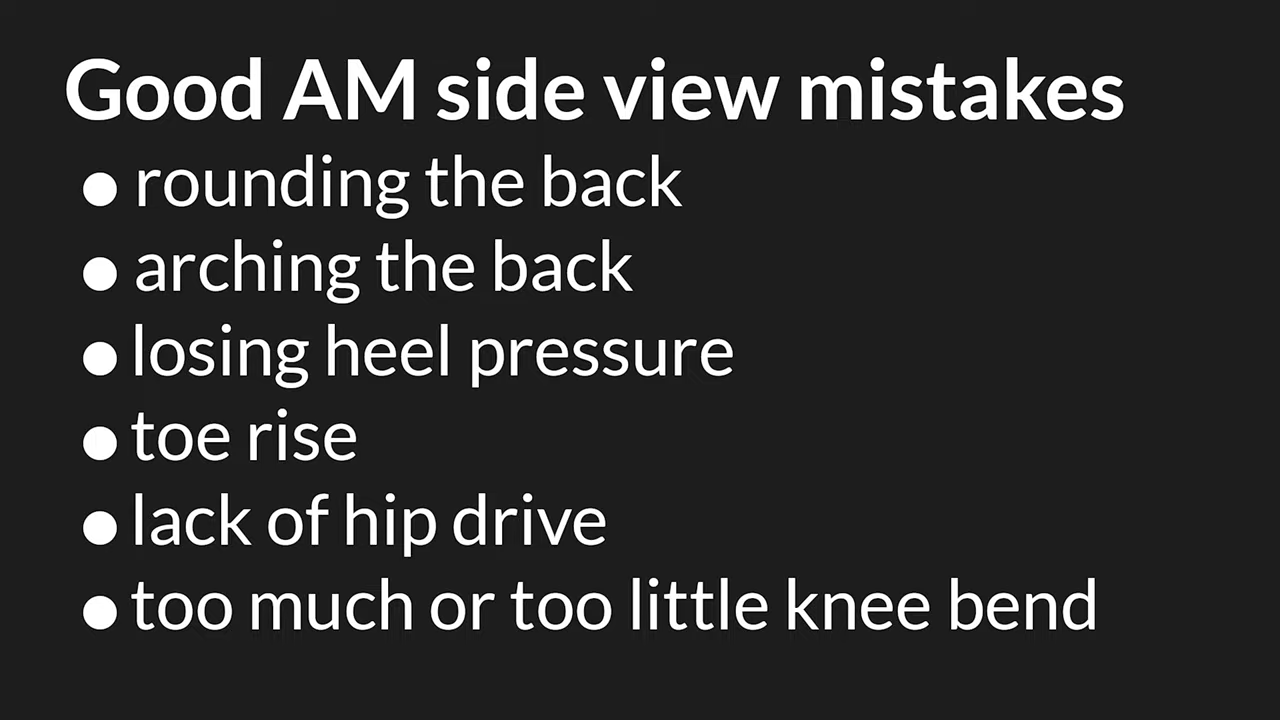 Good AM side view mistakes
● rounding the back
● arching the back
● losing heel pressure
● toe rise
● lack of hip drive
● too much or too little knee bend